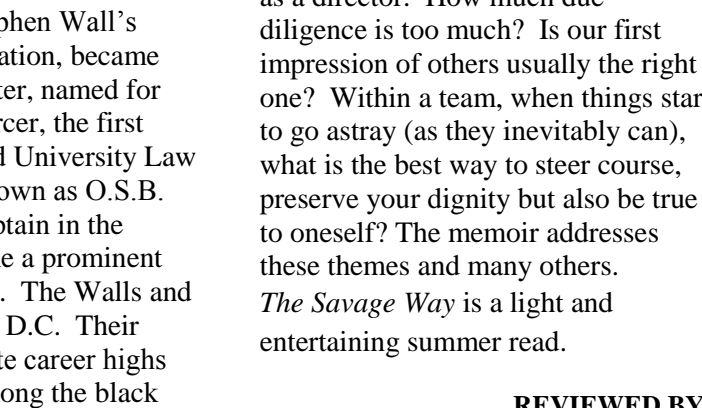 phen Wall's
ation, became
ter, named for
rcer, the first
d University Law
own as O.S.B.
ptain in the
e a prominent
. The Walls and
D.C. Their
te career highs
ong the black
as a director? How much due
diligence is too much? Is our first
impression of others usually the right
one? Within a team, when things star
to go astray (as they inevitably can),
what is the best way to steer course,
preserve your dignity but also be true
to oneself? The memoir addresses
these themes and many others.
The Savage Way is a light and
entertaining summer read.
REVIEWED BY